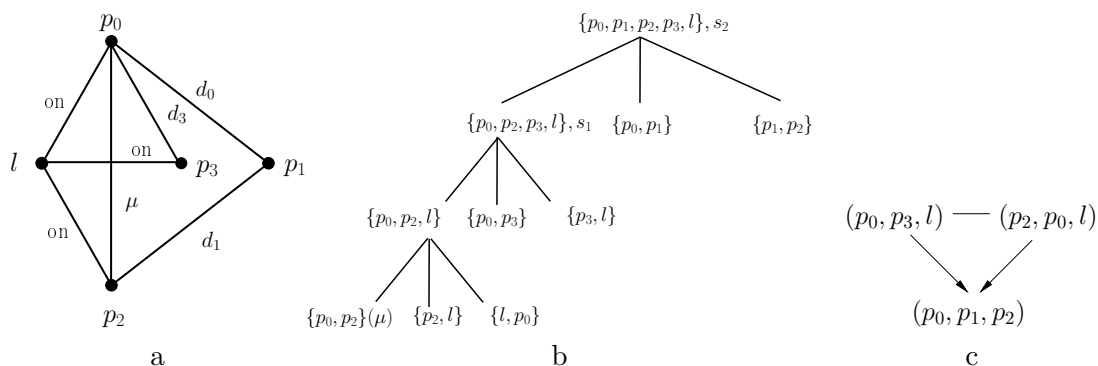 p₀
on
d₃
d₀
l
on
p₃
p₁
μ
on
d₁
p₂
a
{p₀, p₁, p₂, p₃, l}, s₂
{p₀, p₂, p₃, l}, s₁ {p₀, p₁} {p₁, p₂}
{p₀, p₂, l} {p₀, p₃} {p₃, l}
{p₀, p₂}(μ) {p₂, l} {l, p₀}
b
(p₀, p₃, l) — (p₂, p₀, l)
(p₀, p₁, p₂)
c